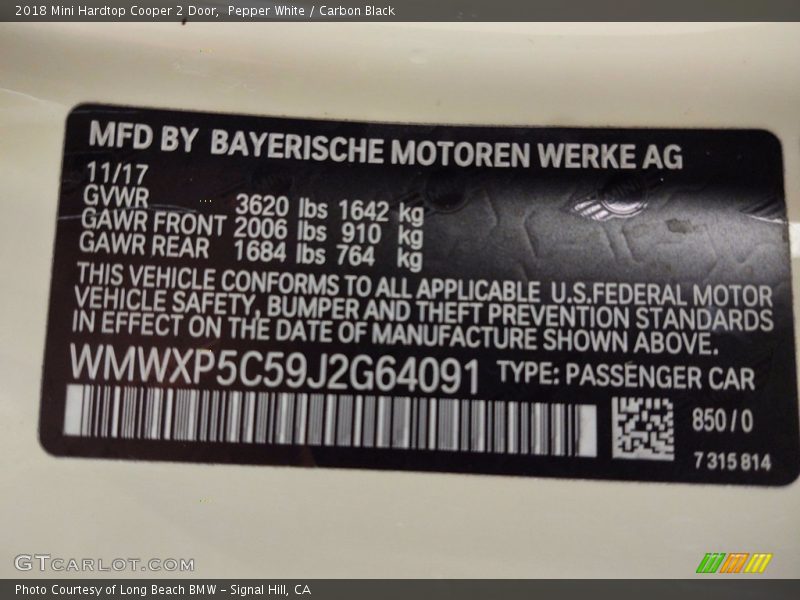 2018 Mini Hardtop Cooper 2 Door,  Pepper White / Carbon Black
MFD BY BAYERISCHE MOTOREN WERKE AG
11/17
GVWR 3620 lbs 1642 kg
GAWR FRONT 2006 lbs 910 kg
GAWR REAR 1684 lbs 764 kg
THIS VEHICLE CONFORMS TO ALL APPLICABLE U.S.FEDERAL MOTOR
VEHICLE SAFETY, BUMPER AND THEFT PREVENTION STANDARDS
IN EFFECT ON THE DATE OF MANUFACTURE SHOWN ABOVE.
WMWXP5C59J2G64091 TYPE: PASSENGER CAR
850/0
7 315 814
GTCARLOT.COM
Photo Courtesy of Long Beach BMW - Signal Hill, CA